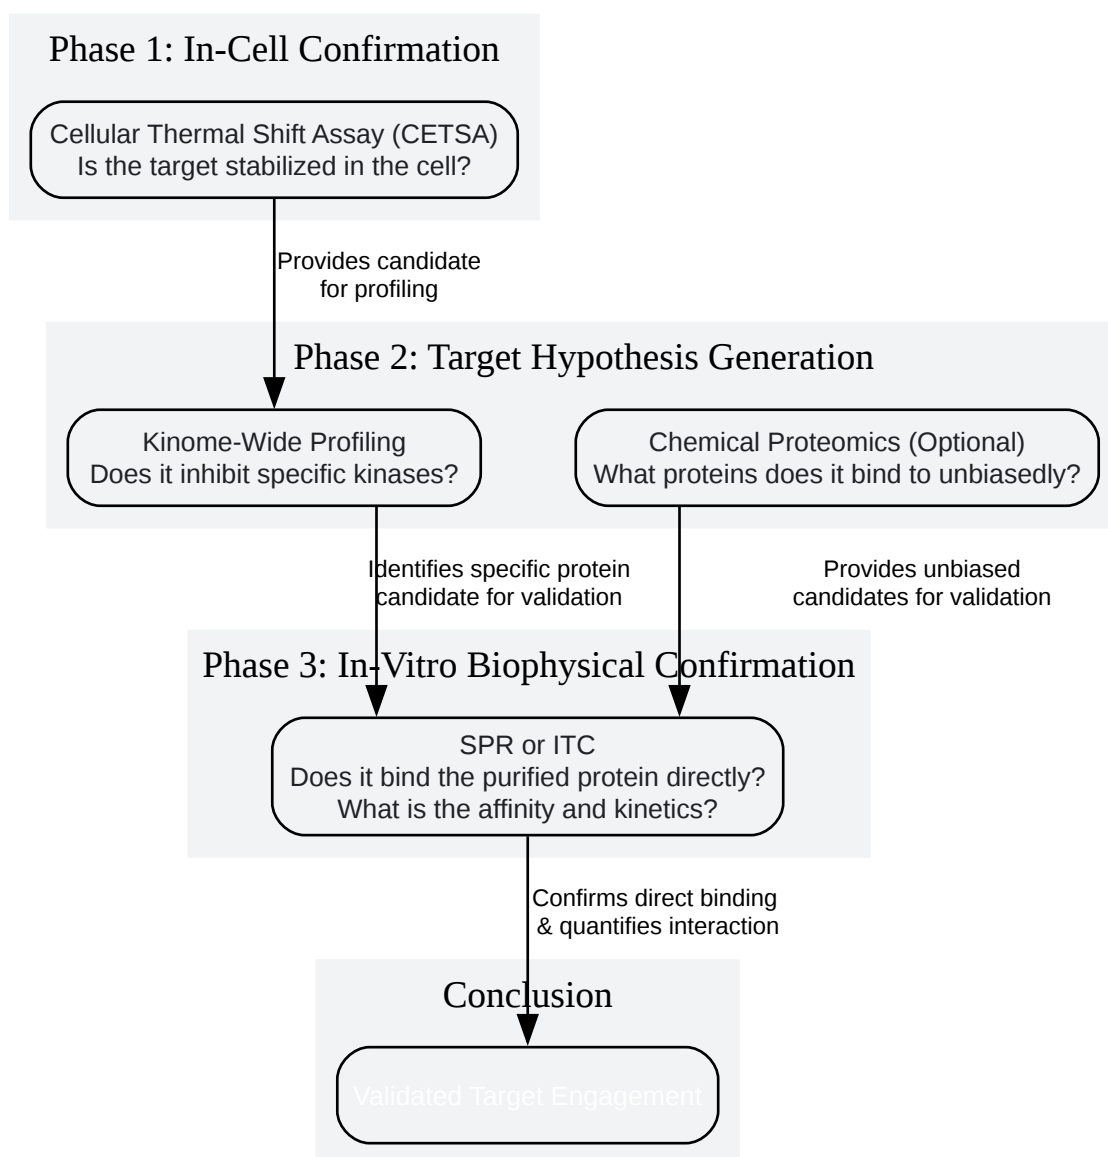 Phase 1: In-Cell Confirmation
Cellular Thermal Shift Assay (CETSA)
Is the target stabilized in the cell?
Provides candidate
for profiling
Phase 2: Target Hypothesis Generation
Kinome-Wide Profiling
Does it inhibit specific kinases?
Chemical Proteomics (Optional)
What proteins does it bind to unbiasedly?
Identifies specific protein
candidate for validation
Provides unbiased
candidates for validation
Phase 3: In-Vitro Biophysical Confirmation
SPR or ITC
Does it bind the purified protein directly?
What is the affinity and kinetics?
Confirms direct binding
& quantifies interaction
Conclusion
Validated Target Engagement